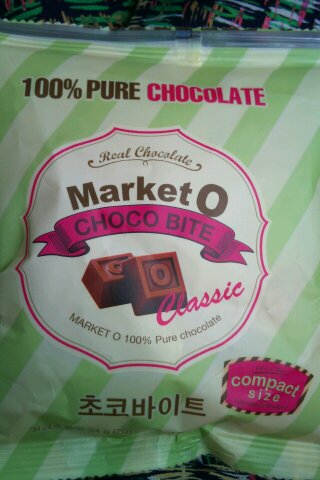 100% PURE CHOCOLATE
Real Chocolate
Market O
CHOCO BITE
O
Classic
MARKET O 100% Pure chocolate
compact
size
초코바이트